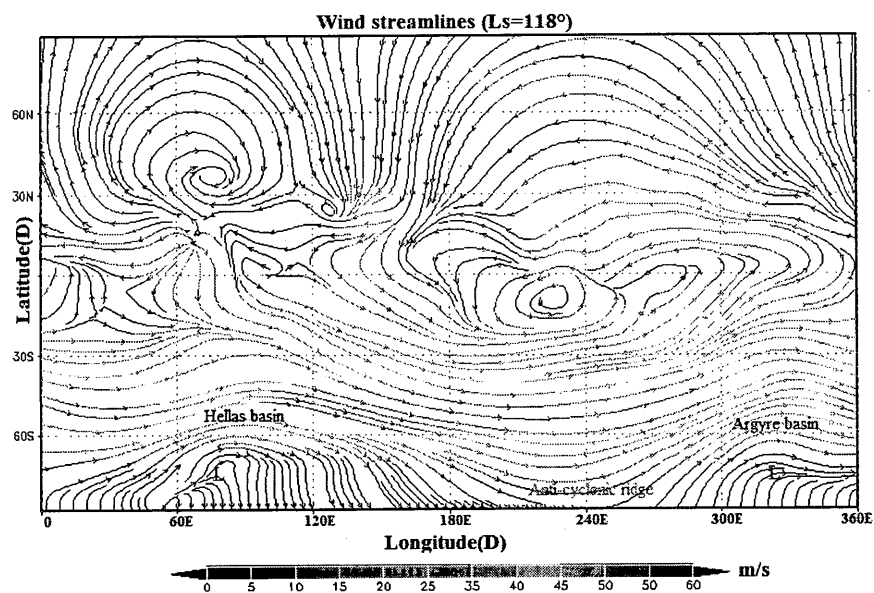 Wind streamlines (Ls=118°)
60N
30N
30S
60S
Latitude(D)
Hellas basin
Argyre basin
L
L
Anti-cyclonic ridge
0 60E 120E 180E 240E 300E 360E
Longitude(D)
0 5 10 15 20 25 30 35 40 45 50 50 60 m/s